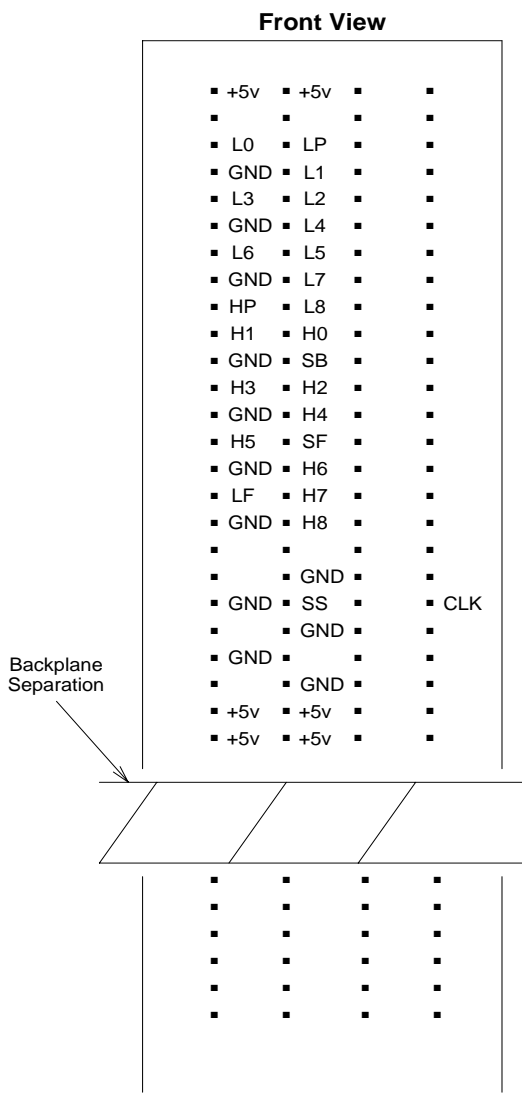 Front View
+5v +5v
L0 LP
GND L1
L3 L2
GND L4
L6 L5
GND L7
HP L8
H1 H0
GND SB
H3 H2
GND H4
H5 SF
GND H6
LF H7
GND H8
GND
GND SS CLK
GND
GND
GND
+5v +5v
+5v +5v
Backplane
Separation